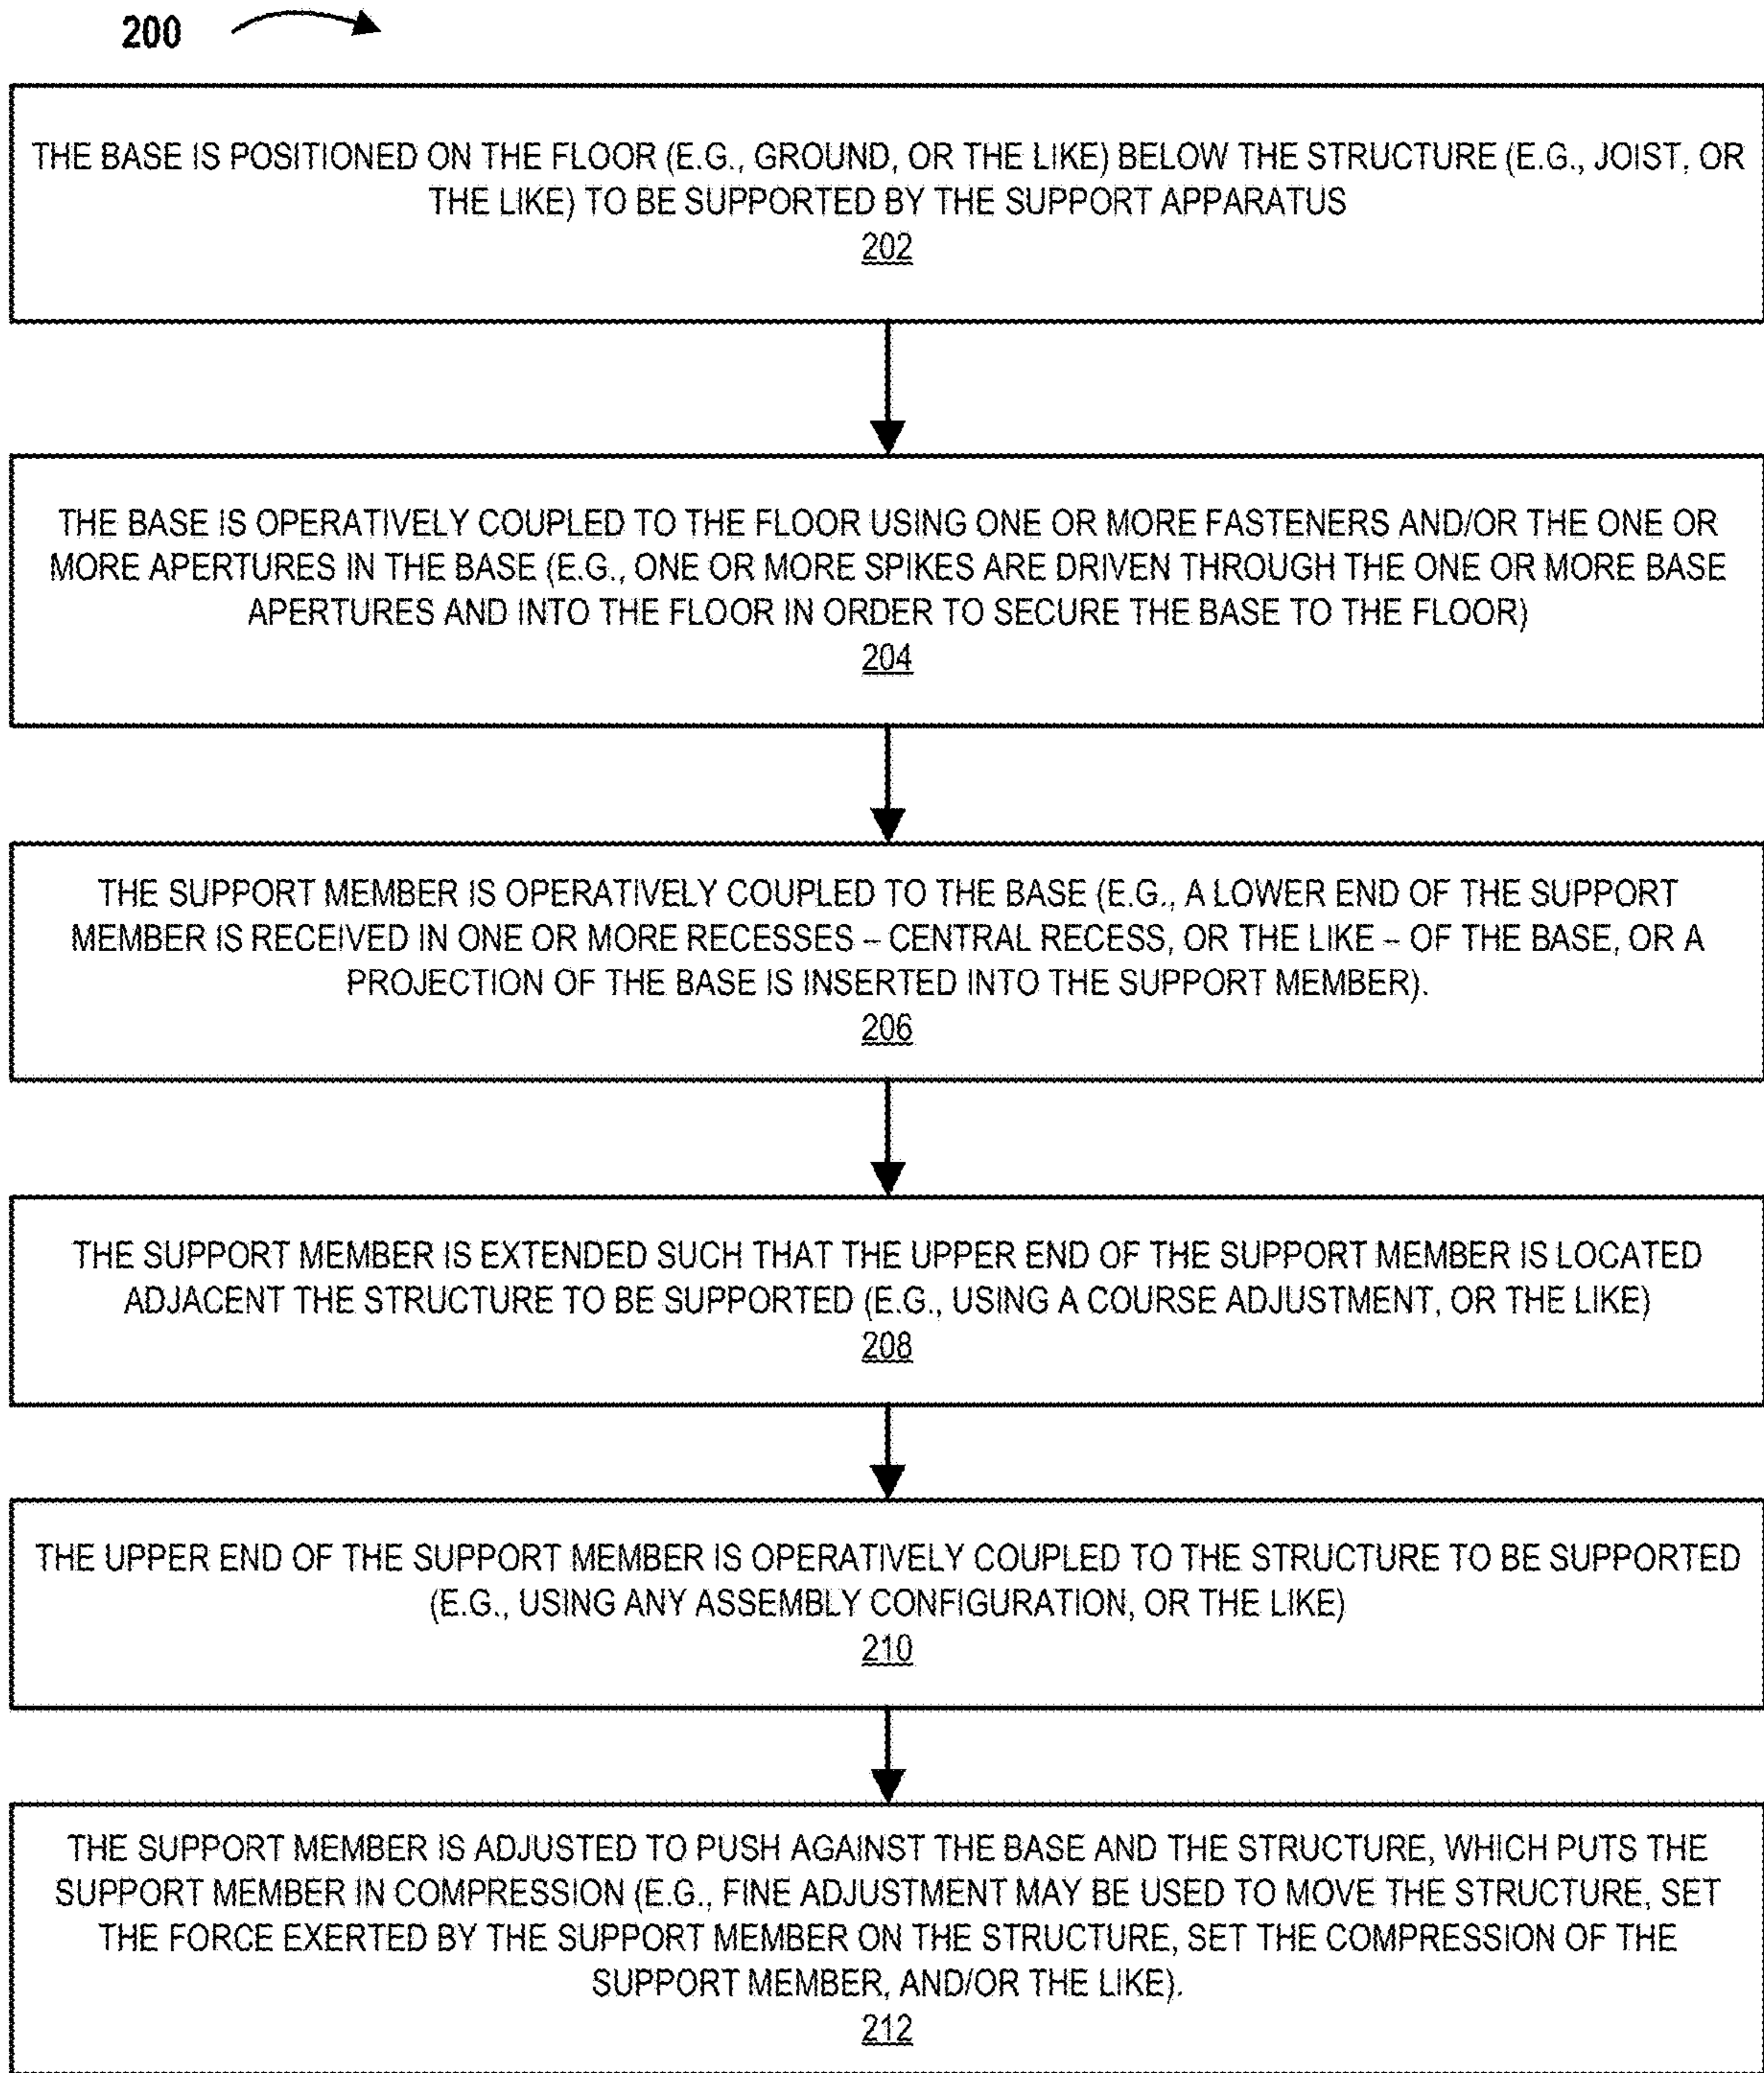 200
THE BASE IS POSITIONED ON THE FLOOR (E.G., GROUND, OR THE LIKE) BELOW THE STRUCTURE (E.G., JOIST, OR
THE LIKE) TO BE SUPPORTED BY THE SUPPORT APPARATUS
202
THE BASE IS OPERATIVELY COUPLED TO THE FLOOR USING ONE OR MORE FASTENERS AND/OR THE ONE OR
MORE APERTURES IN THE BASE (E.G., ONE OR MORE SPIKES ARE DRIVEN THROUGH THE ONE OR MORE BASE
APERTURES AND INTO THE FLOOR IN ORDER TO SECURE THE BASE TO THE FLOOR)
204
THE SUPPORT MEMBER IS OPERATIVELY COUPLED TO THE BASE (E.G., A LOWER END OF THE SUPPORT
MEMBER IS RECEIVED IN ONE OR MORE RECESSES – CENTRAL RECESS, OR THE LIKE – OF THE BASE, OR A
PROJECTION OF THE BASE IS INSERTED INTO THE SUPPORT MEMBER).
206
THE SUPPORT MEMBER IS EXTENDED SUCH THAT THE UPPER END OF THE SUPPORT MEMBER IS LOCATED
ADJACENT THE STRUCTURE TO BE SUPPORTED (E.G., USING A COURSE ADJUSTMENT, OR THE LIKE)
208
THE UPPER END OF THE SUPPORT MEMBER IS OPERATIVELY COUPLED TO THE STRUCTURE TO BE SUPPORTED
(E.G., USING ANY ASSEMBLY CONFIGURATION, OR THE LIKE)
210
THE SUPPORT MEMBER IS ADJUSTED TO PUSH AGAINST THE BASE AND THE STRUCTURE, WHICH PUTS THE
SUPPORT MEMBER IN COMPRESSION (E.G., FINE ADJUSTMENT MAY BE USED TO MOVE THE STRUCTURE, SET
THE FORCE EXERTED BY THE SUPPORT MEMBER ON THE STRUCTURE, SET THE COMPRESSION OF THE
SUPPORT MEMBER, AND/OR THE LIKE).
212